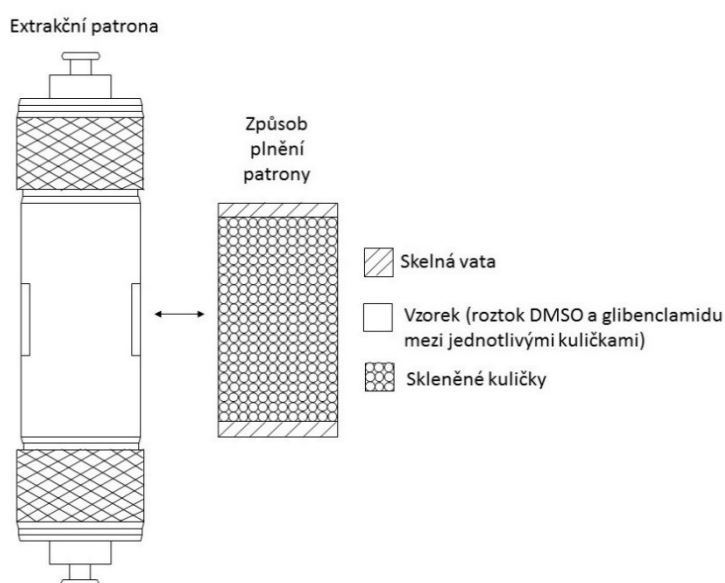 Extrakční patrona
Způsob
plnění
patrony
Skelná vata
Vzorek (roztok DMSO a glibenclamidu
mezi jednotlivými kuličkami)
Skleněné kuličky